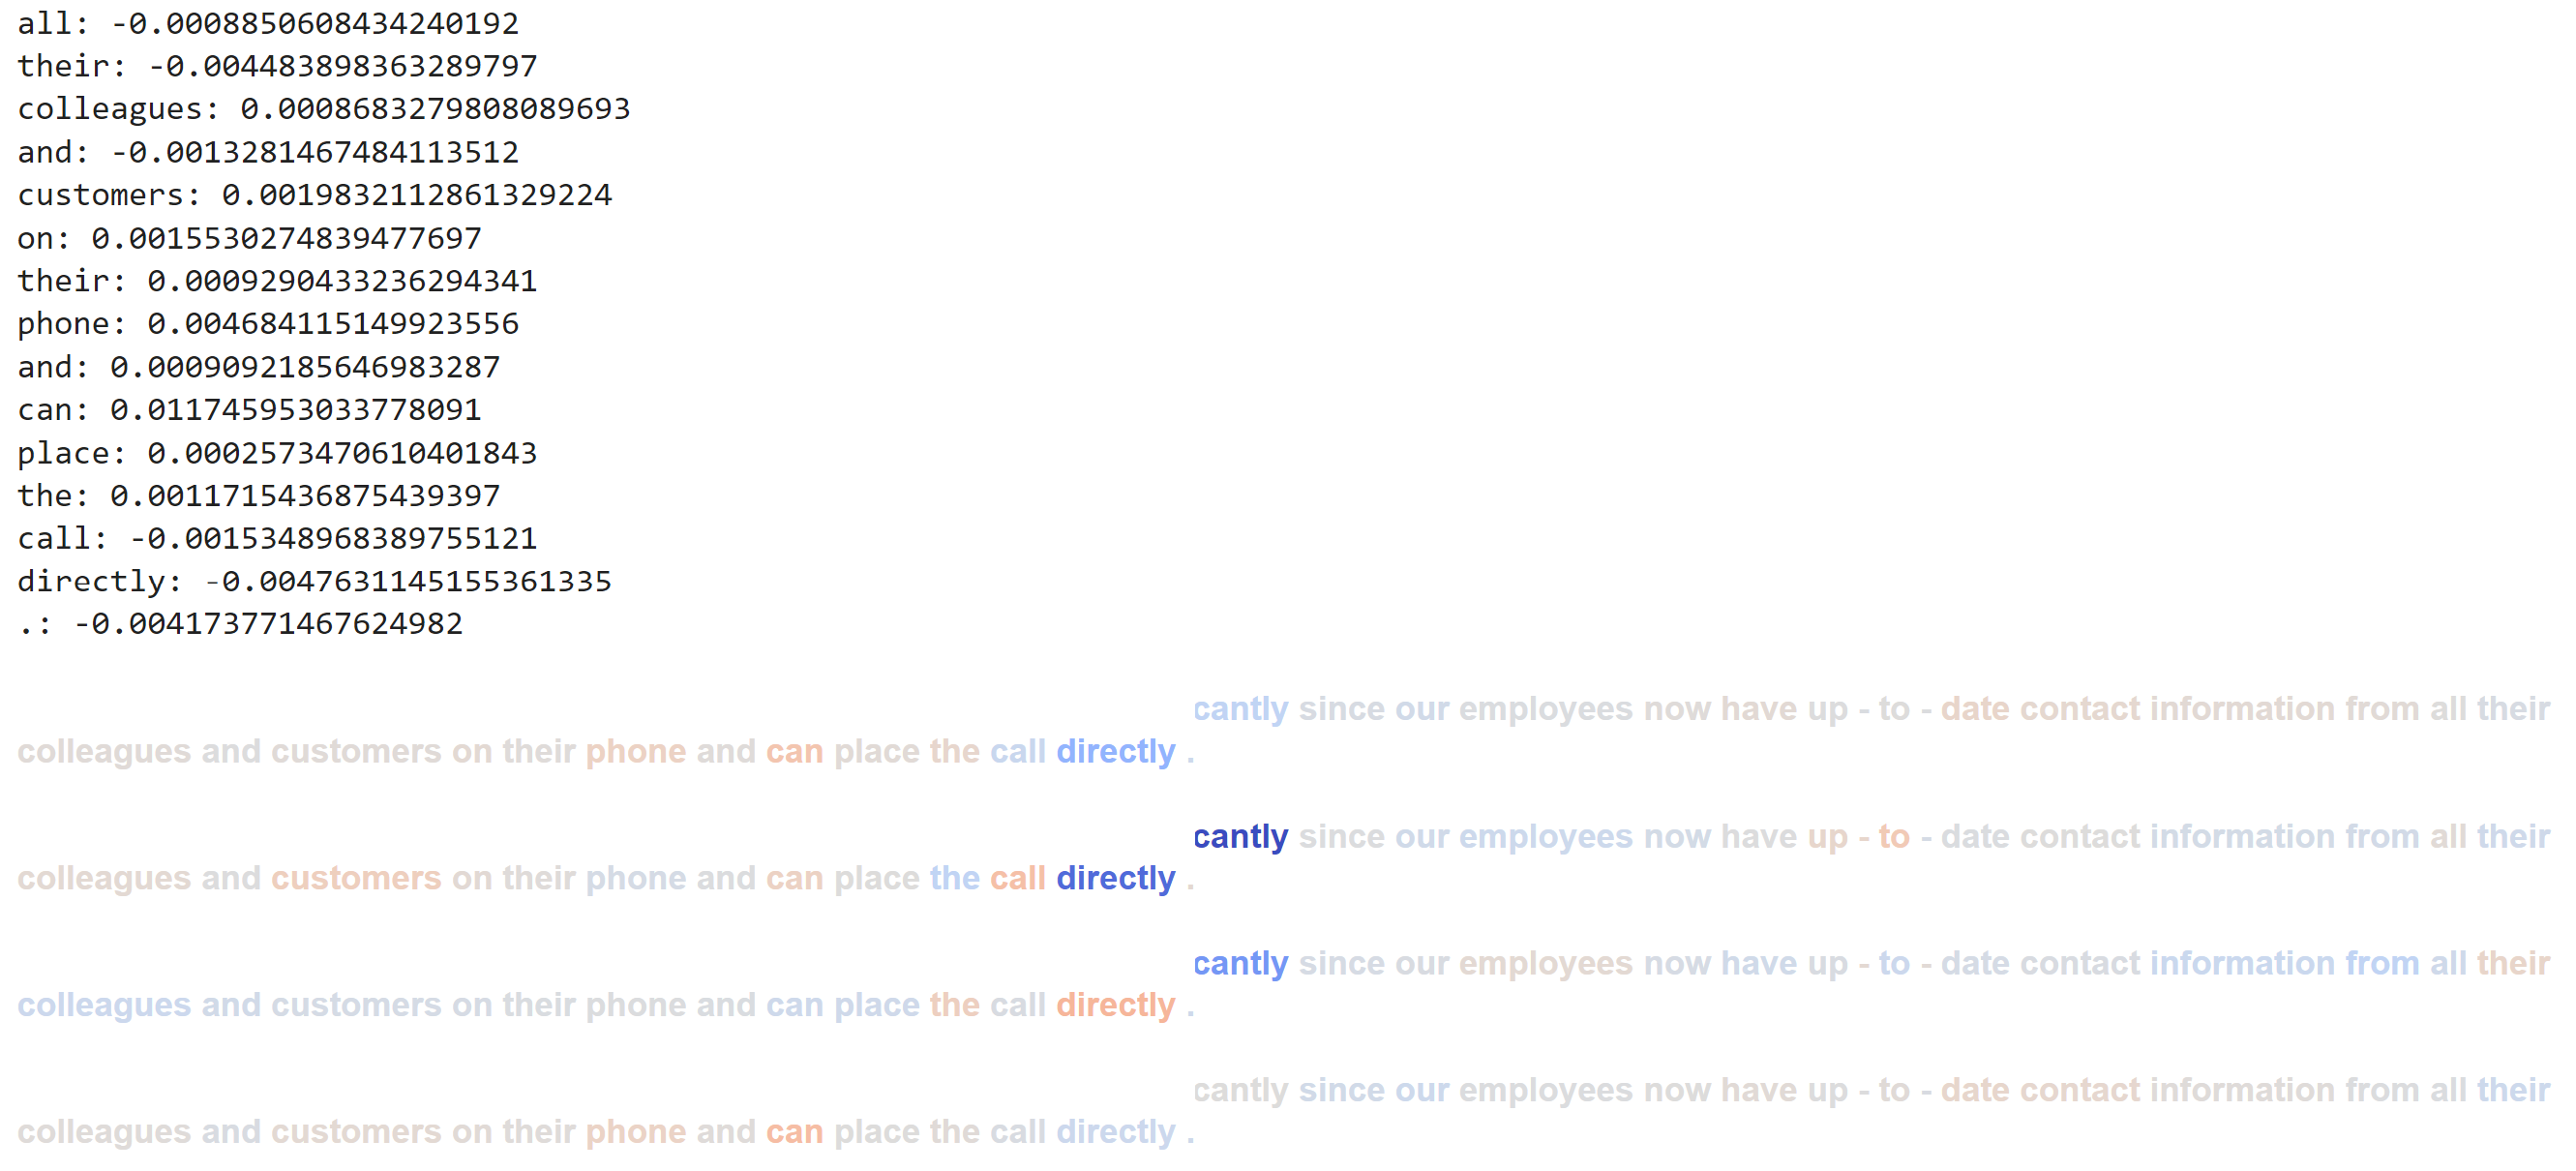 all: -0.0008850608434240192
their: -0.004483898363289797
colleagues: 0.0008683279808089693
and: -0.0013281467484113512
customers: 0.0019832112861329224
on: 0.0015530274839477697
their: 0.0009290433236294341
phone: 0.004684115149923556
and: 0.0009092185646983287
can: 0.011745953033778091
place: 0.0002573470610401843
the: 0.0011715436875439397
call: -0.0015348968389755121
directly: -0.0047631145155361335
.: -0.004173771467624982
cantly since our employees now have up - to - date contact information from all their
colleagues and customers on their phone and can place the call directly .
cantly since our employees now have up - to - date contact information from all their
colleagues and customers on their phone and can place the call directly .
cantly since our employees now have up - to - date contact information from all their
colleagues and customers on their phone and can place the call directly .
cantly since our employees now have up - to - date contact information from all their
colleagues and customers on their phone and can place the call directly .